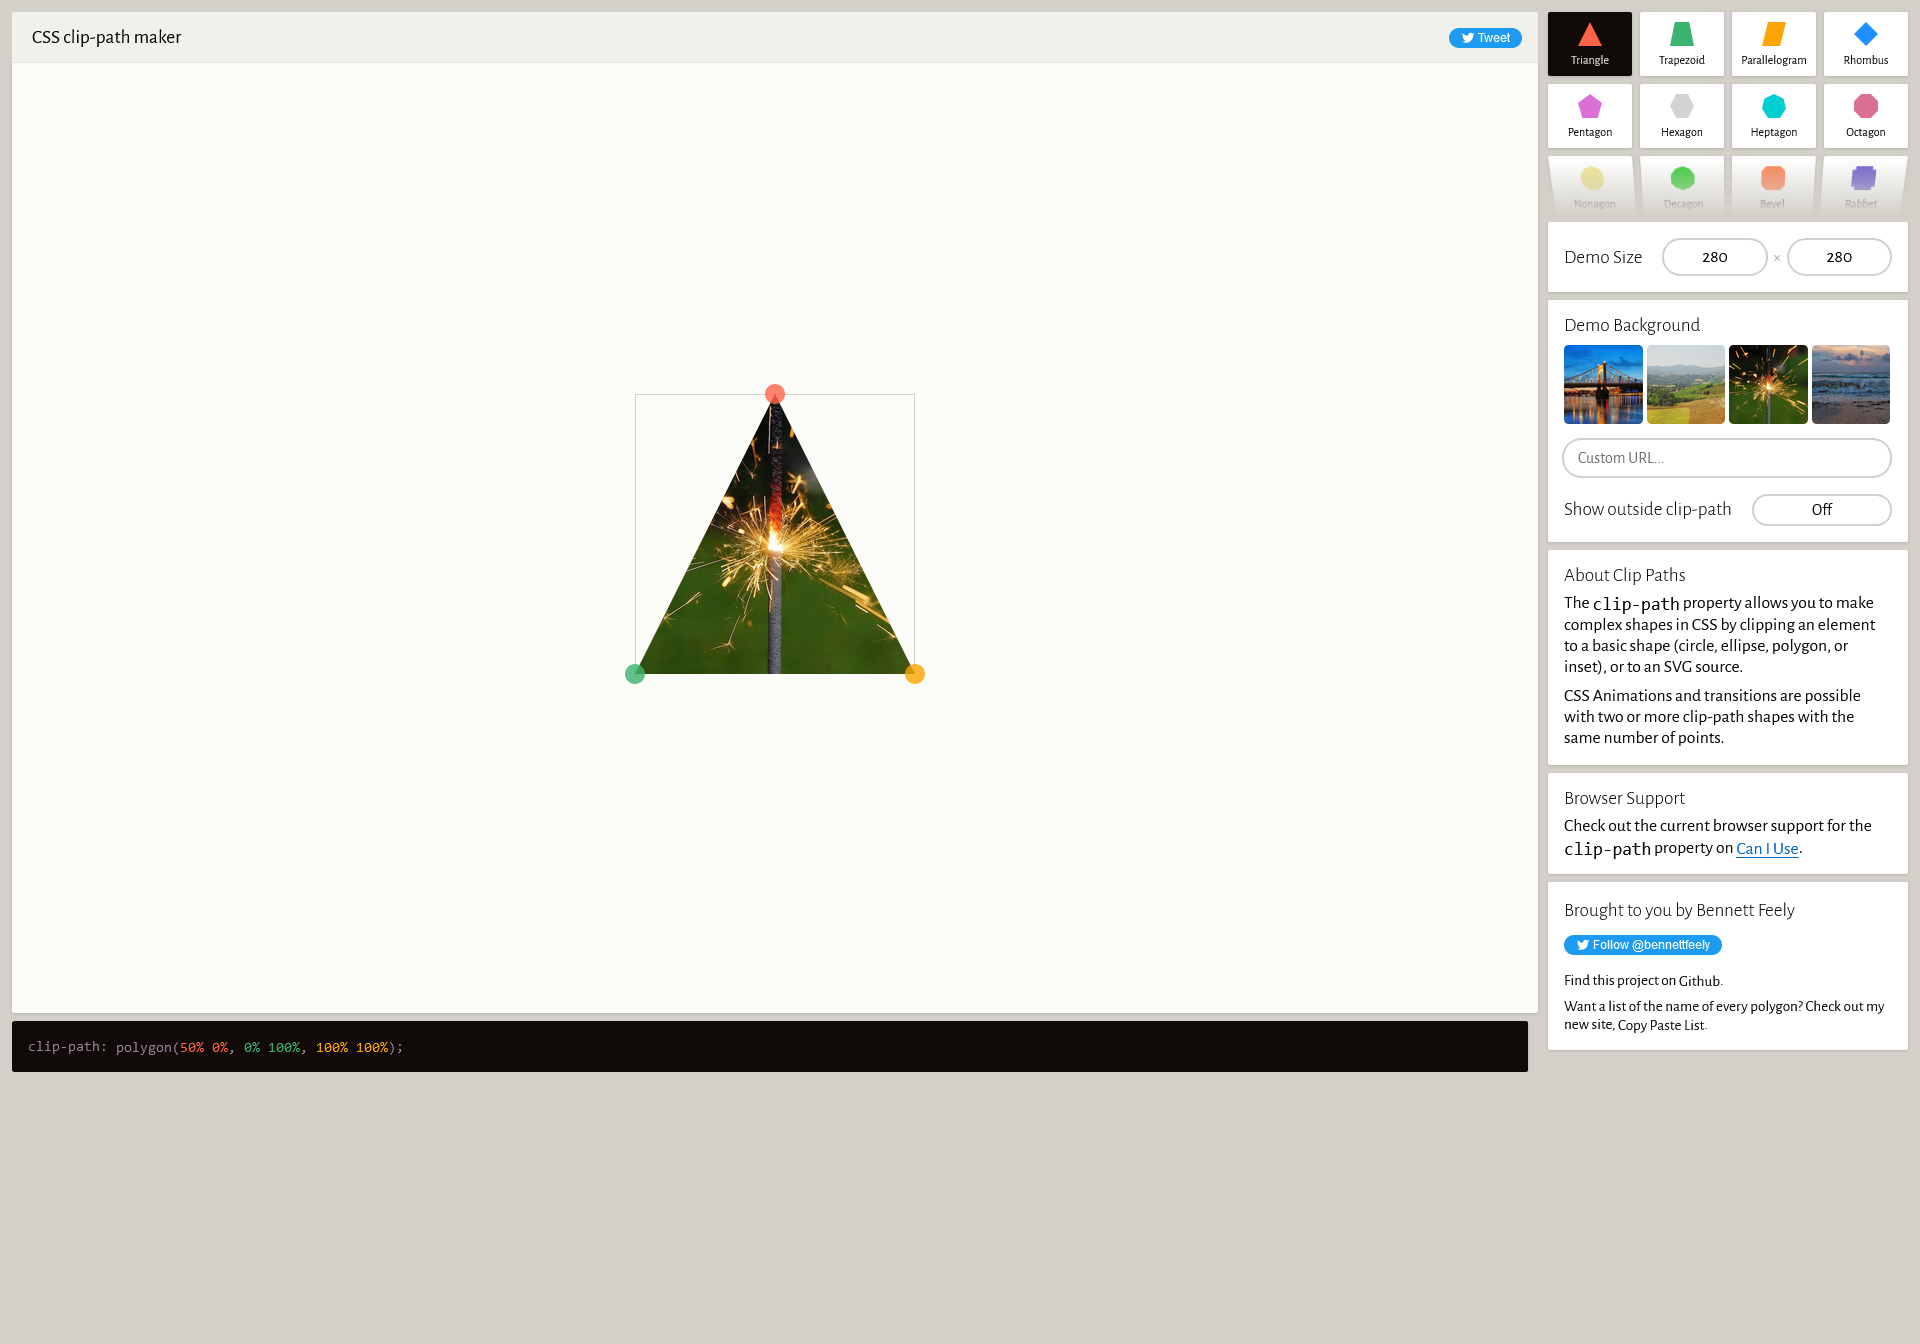 CSS clip-path maker
Tweet
Triangle
Trapezoid
Parallelogram
Rhombus
Pentagon
Hexagon
Heptagon
Octagon
Nonagon
Decagon
Bevel
Rabbet
Demo Size
280
×
280
Demo Background
Custom URL...
Show outside clip-path
Off
About Clip Paths
The clip-path property allows you to make
complex shapes in CSS by clipping an element
to a basic shape (circle, ellipse, polygon, or
inset), or to an SVG source.
CSS Animations and transitions are possible
with two or more clip-path shapes with the
same number of points.
Browser Support
Check out the current browser support for the
clip-path property on Can I Use.
Brought to you by Bennett Feely
Follow @bennettfeely
Find this project on Github.
Want a list of the name of every polygon? Check out my
new site, Copy Paste List.
clip-path: polygon(50% 0%, 0% 100%, 100% 100%);